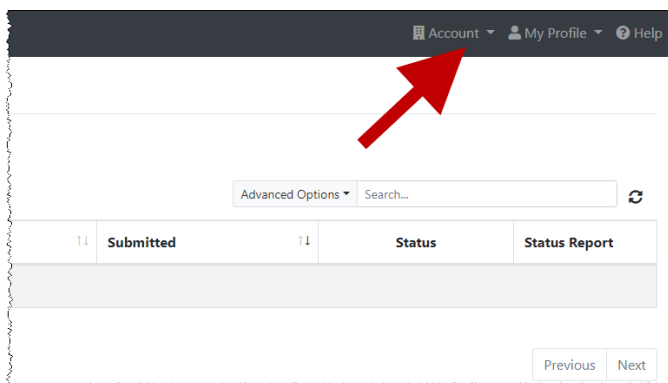 Account My Profile Help
Advanced Options Search...
Submitted Status Status Report
Previous Next